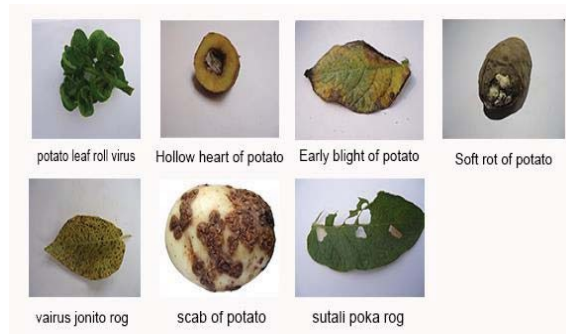 potato leaf roll virus
Hollow heart of potato
Early blight of potato
Soft rot of potato
vairus jonito rog
scab of potato
sutali poka rog